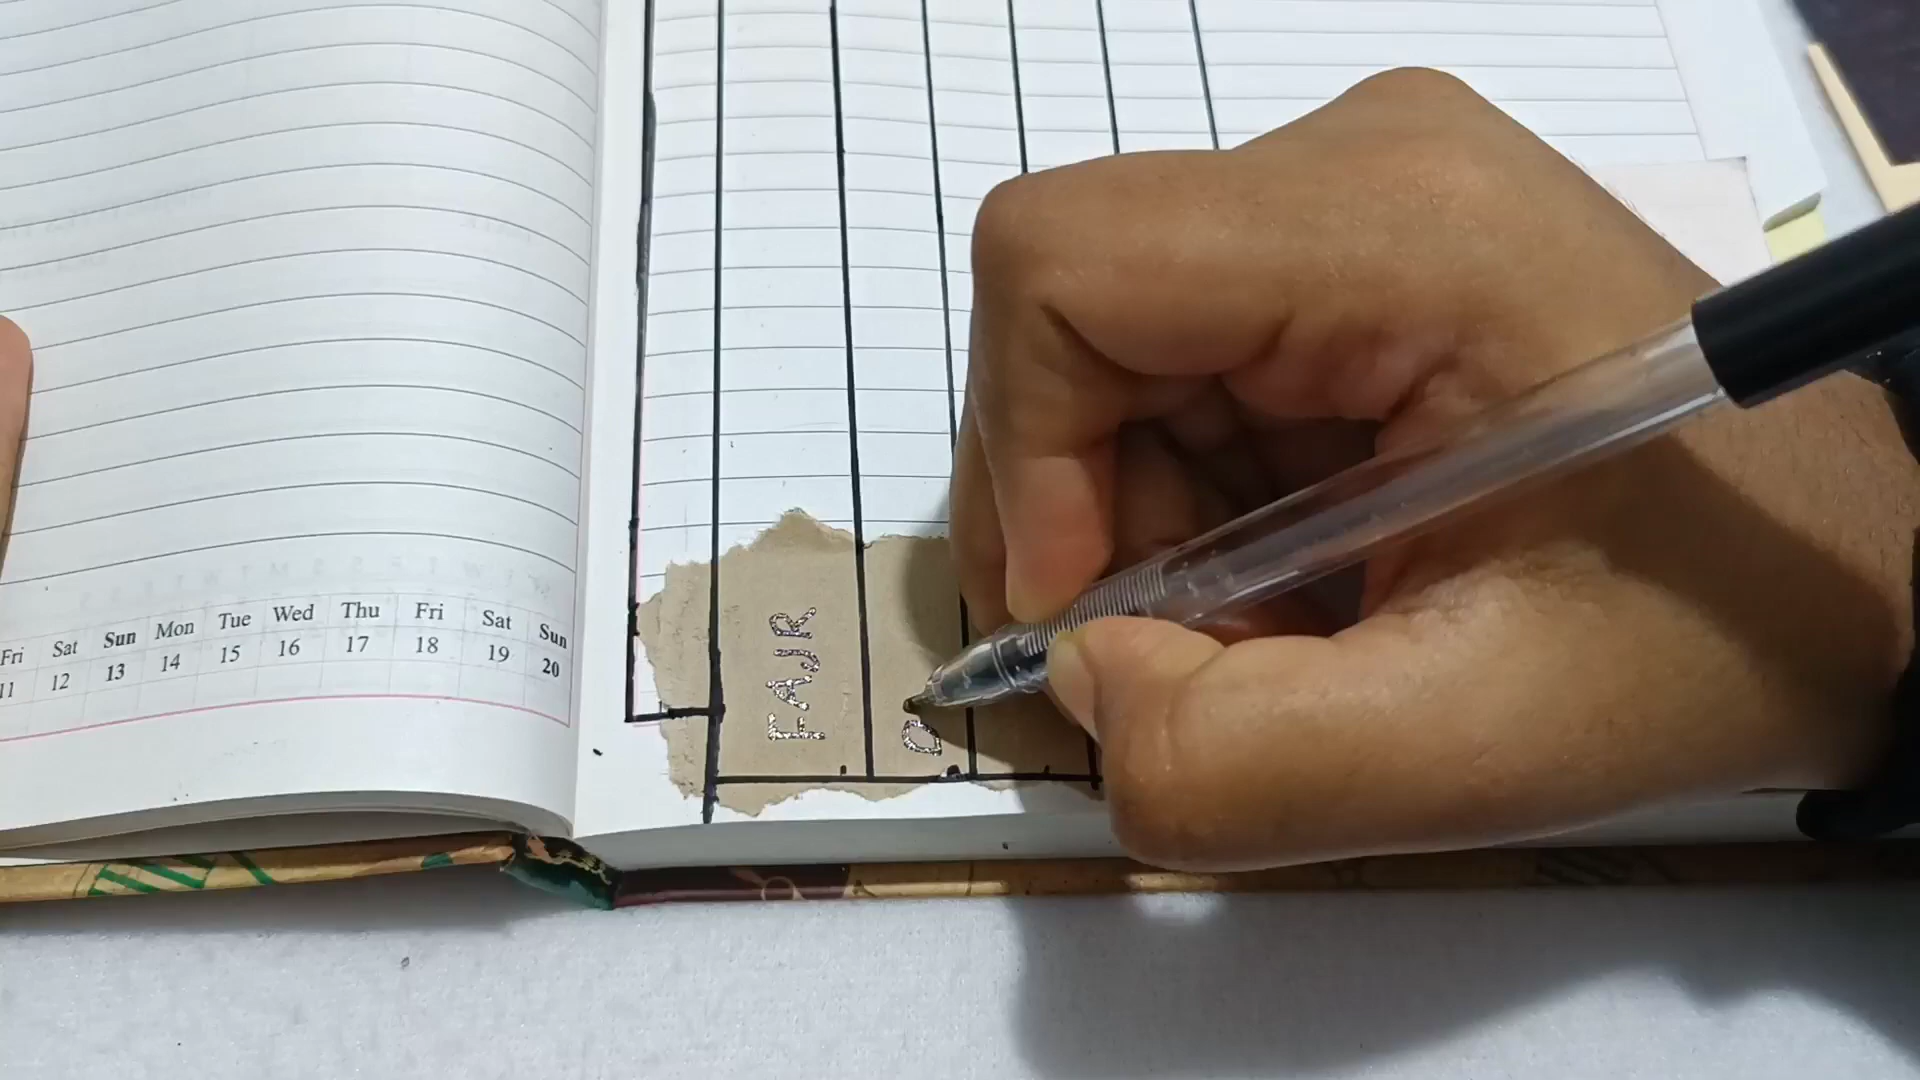 Fri Sat Sun Mon Tue Wed Thu Fri Sat Sun
11 12 13 14 15 16 17 18 19 20
FAJR
D